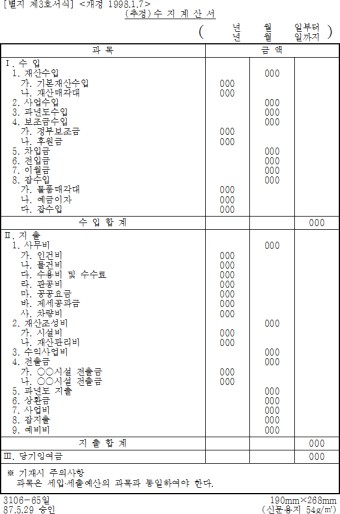 [별지 제3호서식] <개정 1998.1.7>
(추정)수 지 계 산 서
( 년 월 일부터
년 월 일까지 )
과 목 금 액
Ⅰ. 수 입
1. 재산수입 000
가. 기본재산수입 000
나. 재산매각대 000
2. 사업수입 000
3. 과년도수입 000
4. 보조금수입 000
가. 정부보조금 000
나. 후원금 000
5. 차입금 000
6. 전입금 000
7. 이월금 000
8. 잡수입 000
가. 불품매각대 000
나. 예금이자 000
다. 잡수입 000
수 입 합 계 000
Ⅱ. 지 출
1. 사무비 000
가. 인건비 000
나. 물건비 000
다. 수용비 및 수수료 000
라. 판공비 000
마. 공공요금 000
바. 제세공과금 000
사. 차량비 000
2. 재산조성비 000
가. 시설비 000
나. 재산관리비 000
3. 수익사업비 000
4. 전출금 000
가. ○○시설 전출금 000
나. ○○시설 전출금 000
5. 과년도 지출 000
6. 상환금 000
7. 사업비 000
8. 잡지출 000
9. 예비비 000
지 출 합 계 000
Ⅲ. 당기잉여금 000
※ 기재시 주의사항
과목은 세입·세출예산의 과목과 동일하여야 한다.
3106-65일 190mm×268mm
87.5.29 승인 (신문용지 54g/㎡)